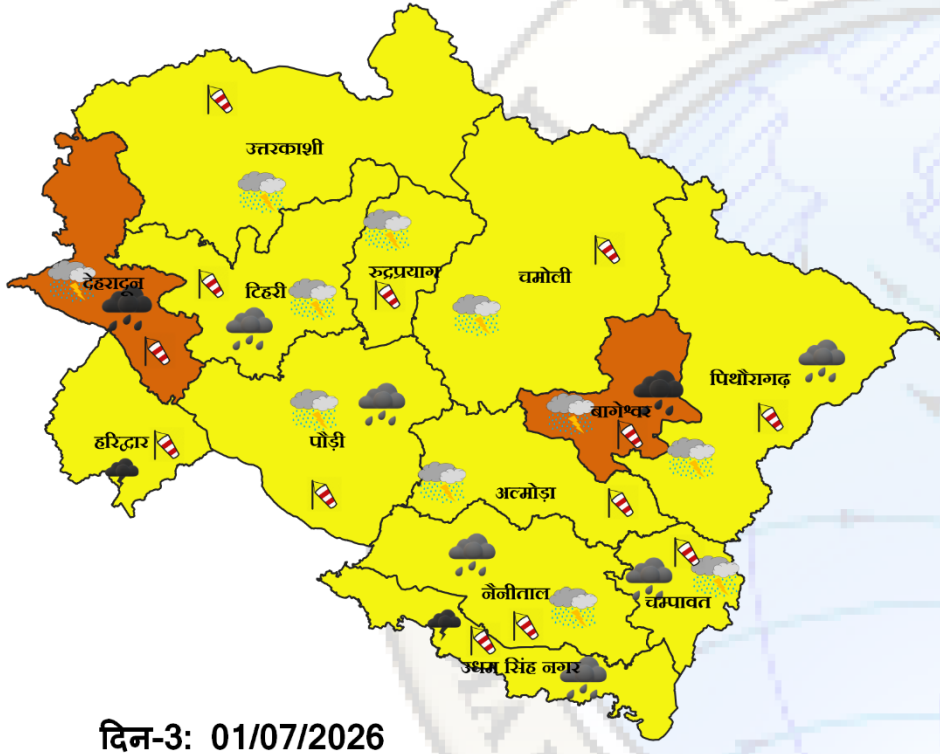 उत्तरकाशी
देहरादून
टिहरी
रुद्रप्रयाग
चमोली
पिथौरागढ़
बागेश्वर
हरिद्वार
पौड़ी
अल्मोड़ा
नैनीताल
चम्पावत
उधम सिंह नगर
दिन-3: 01/07/2026